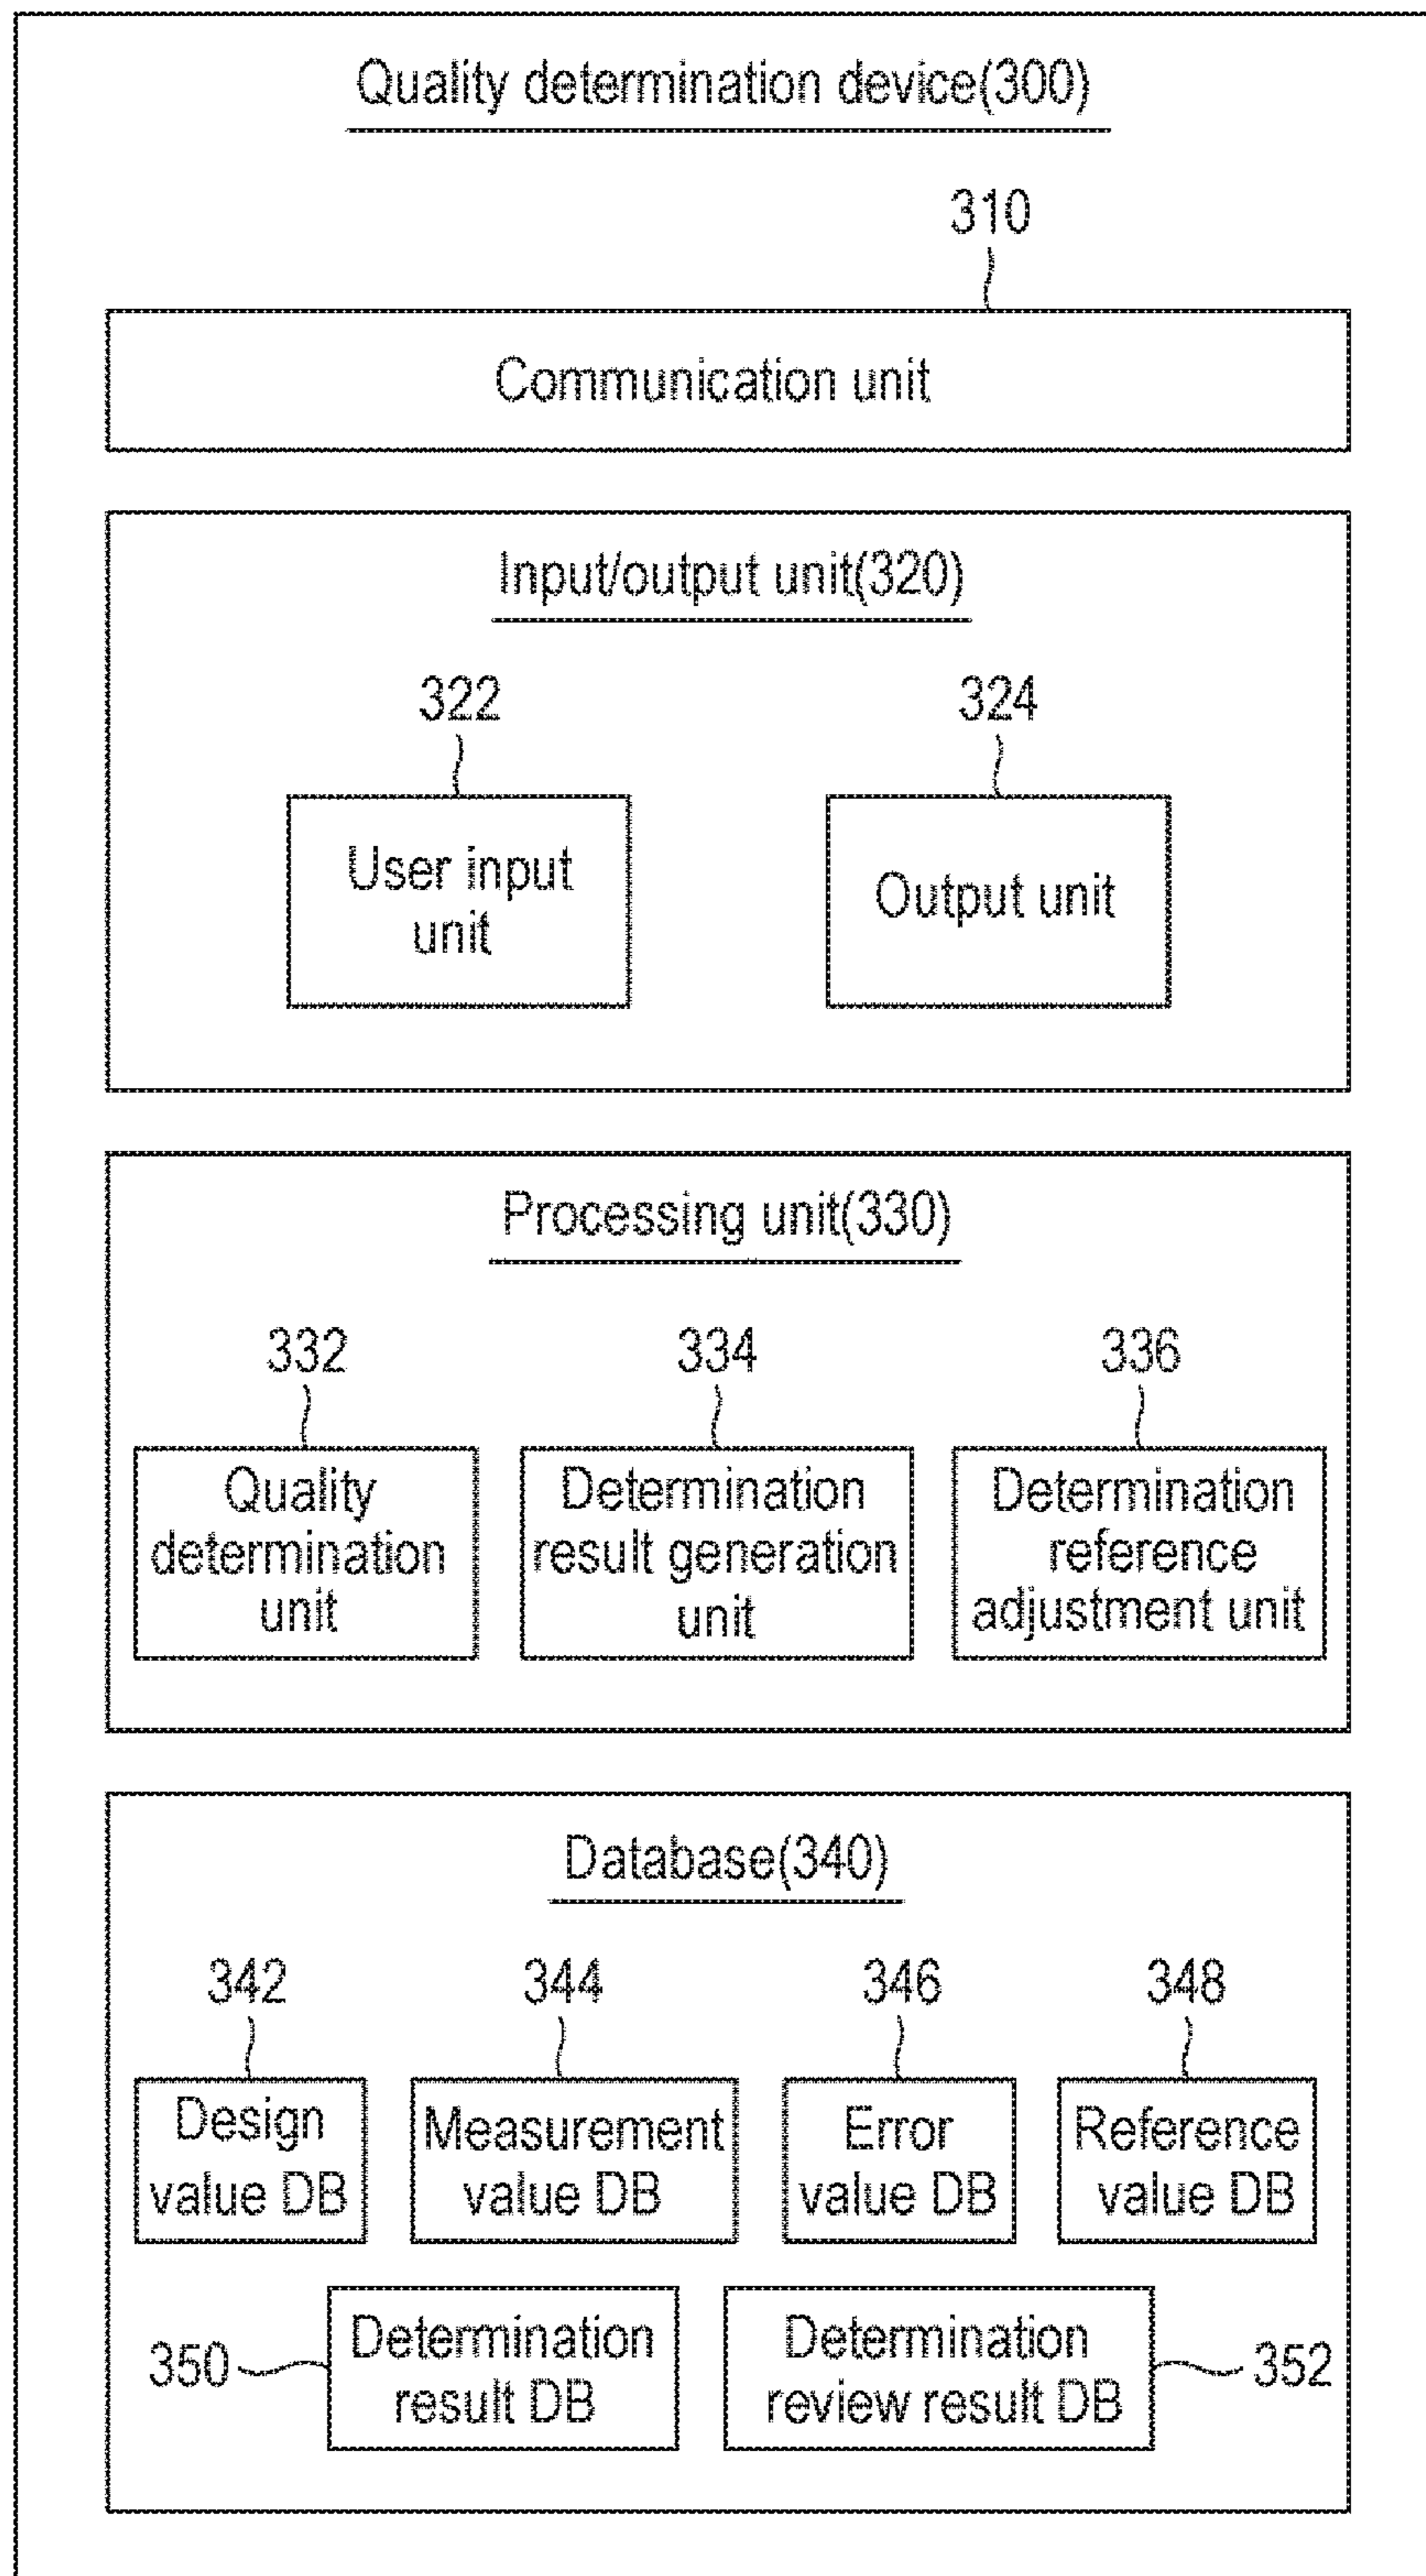 Quality determination device(300)
310
Communication unit
Input/output unit(320)
322
324
User input
unit
Output unit
Processing unit(330)
332
334
336
Quality
determination
unit
Determination
result generation
unit
Determination
reference
adjustment unit
Database(340)
342
344
346
348
Design
value DB
Measurement
value DB
Error
value DB
Reference
value DB
350
Determination
result DB
Determination
review result DB
352